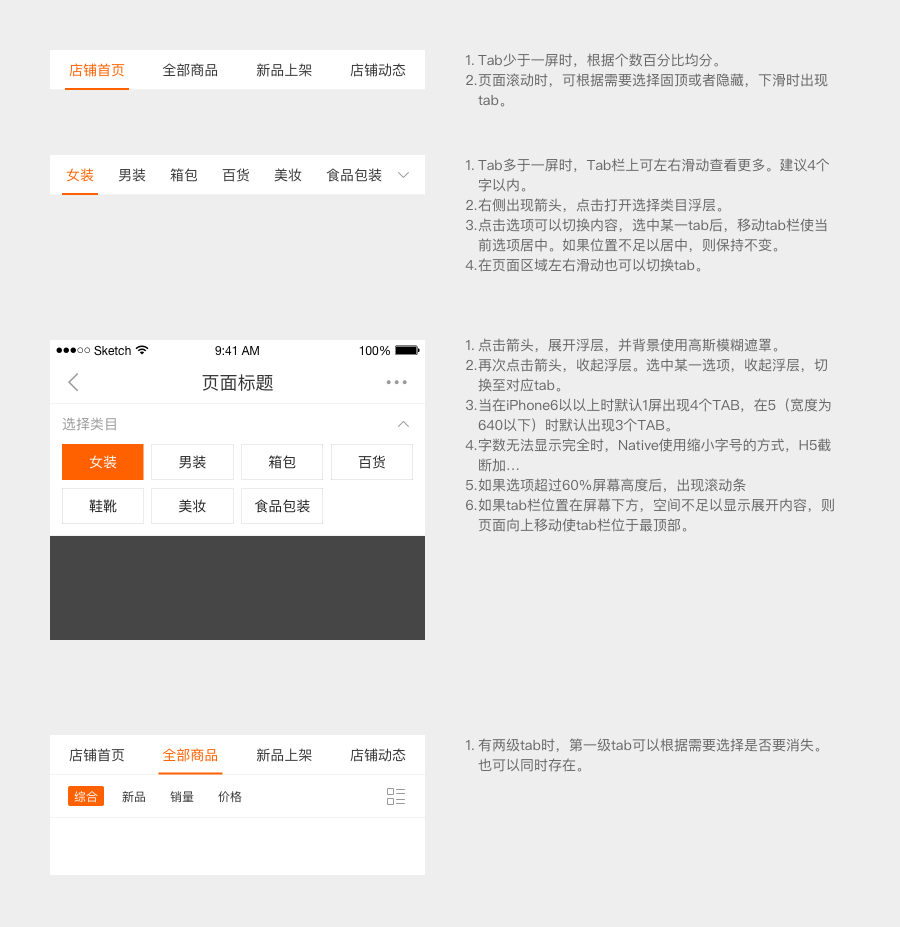 店铺首页 全部商品 新品上架 店铺动态
1. Tab少于一屏时，根据个数百分比均分。
2.页面滚动时，可根据需要选择固顶或者隐藏，下滑时出现
tab。
女装 男装 箱包 百货 美妆 食品包装
1. Tab多于一屏时，Tab栏上可左右滑动查看更多。建议4个
字以内。
2.右侧出现箭头，点击打开选择类目浮层。
3.点击选项可以切换内容，选中某一tab后，移动tab栏使当
前选项居中。如果位置不足以居中，则保持不变。
4.在页面区域左右滑动也可以切换tab。
Sketch 9:41 AM 100%
页面标题
选择类目
女装 男装 箱包 百货
鞋靴 美妆 食品包装
1. 点击箭头，展开浮层，并背景使用高斯模糊遮罩。
2.再次点击箭头，收起浮层。选中某一选项，收起浮层，切
换至对应tab。
3.当在iPhone6以以上时默认1屏出现4个TAB，在5（宽度为
640以下）时默认出现3个TAB。
4.字数无法显示完全时，Native使用缩小字号的方式，H5截
断加...
5.如果选项超过60%屏幕高度后，出现滚动条
6.如果tab栏位置在屏幕下方，空间不足以显示展开内容，则
页面向上移动使tab栏位于最顶部。
店铺首页 全部商品 新品上架 店铺动态
综合 新品 销量 价格
1. 有两级tab时，第一级tab可以根据需要选择是否要消失。
也可以同时存在。